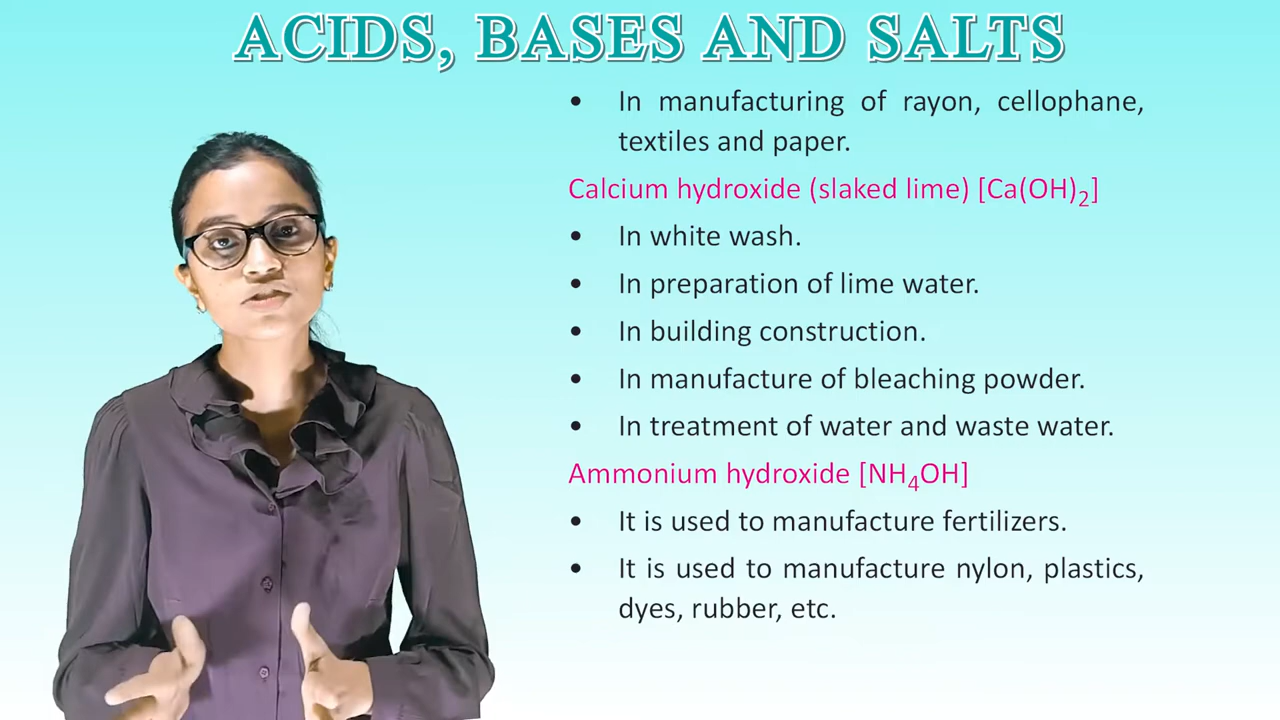 ACIDS, BASES AND SALTS
• In manufacturing of rayon, cellophane,
textiles and paper.
Calcium hydroxide (slaked lime) [Ca(OH)₂]
• In white wash.
• In preparation of lime water.
• In building construction.
• In manufacture of bleaching powder.
• In treatment of water and waste water.
Ammonium hydroxide [NH₄OH]
• It is used to manufacture fertilizers.
• It is used to manufacture nylon, plastics,
dyes, rubber, etc.